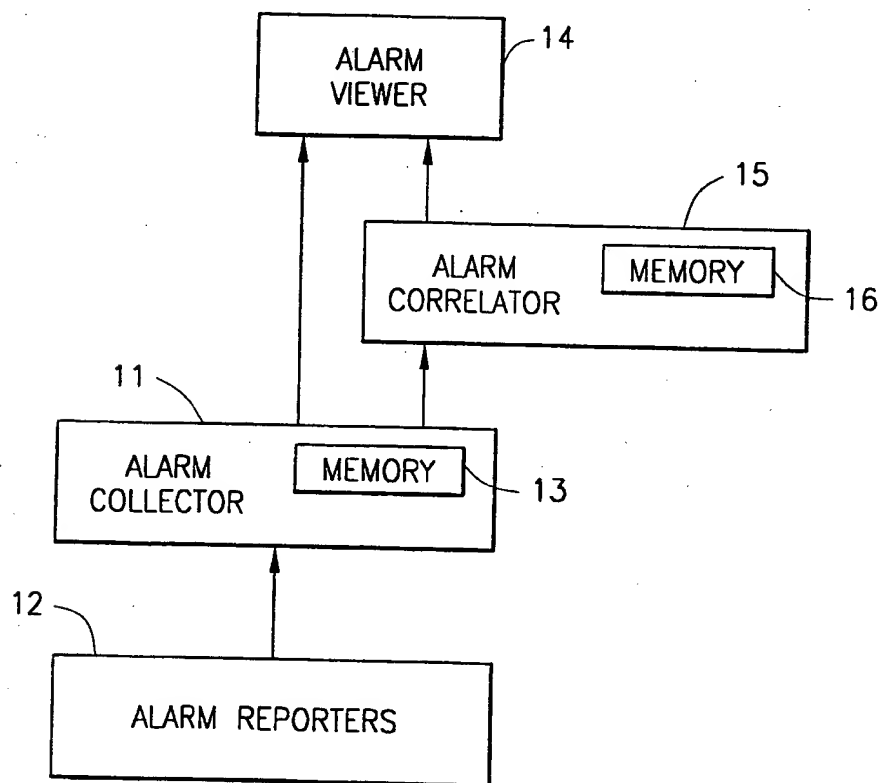 ALARM
VIEWER
14
15
ALARM
CORRELATOR
MEMORY
16
11
ALARM
COLLECTOR
MEMORY
13
12
ALARM REPORTERS